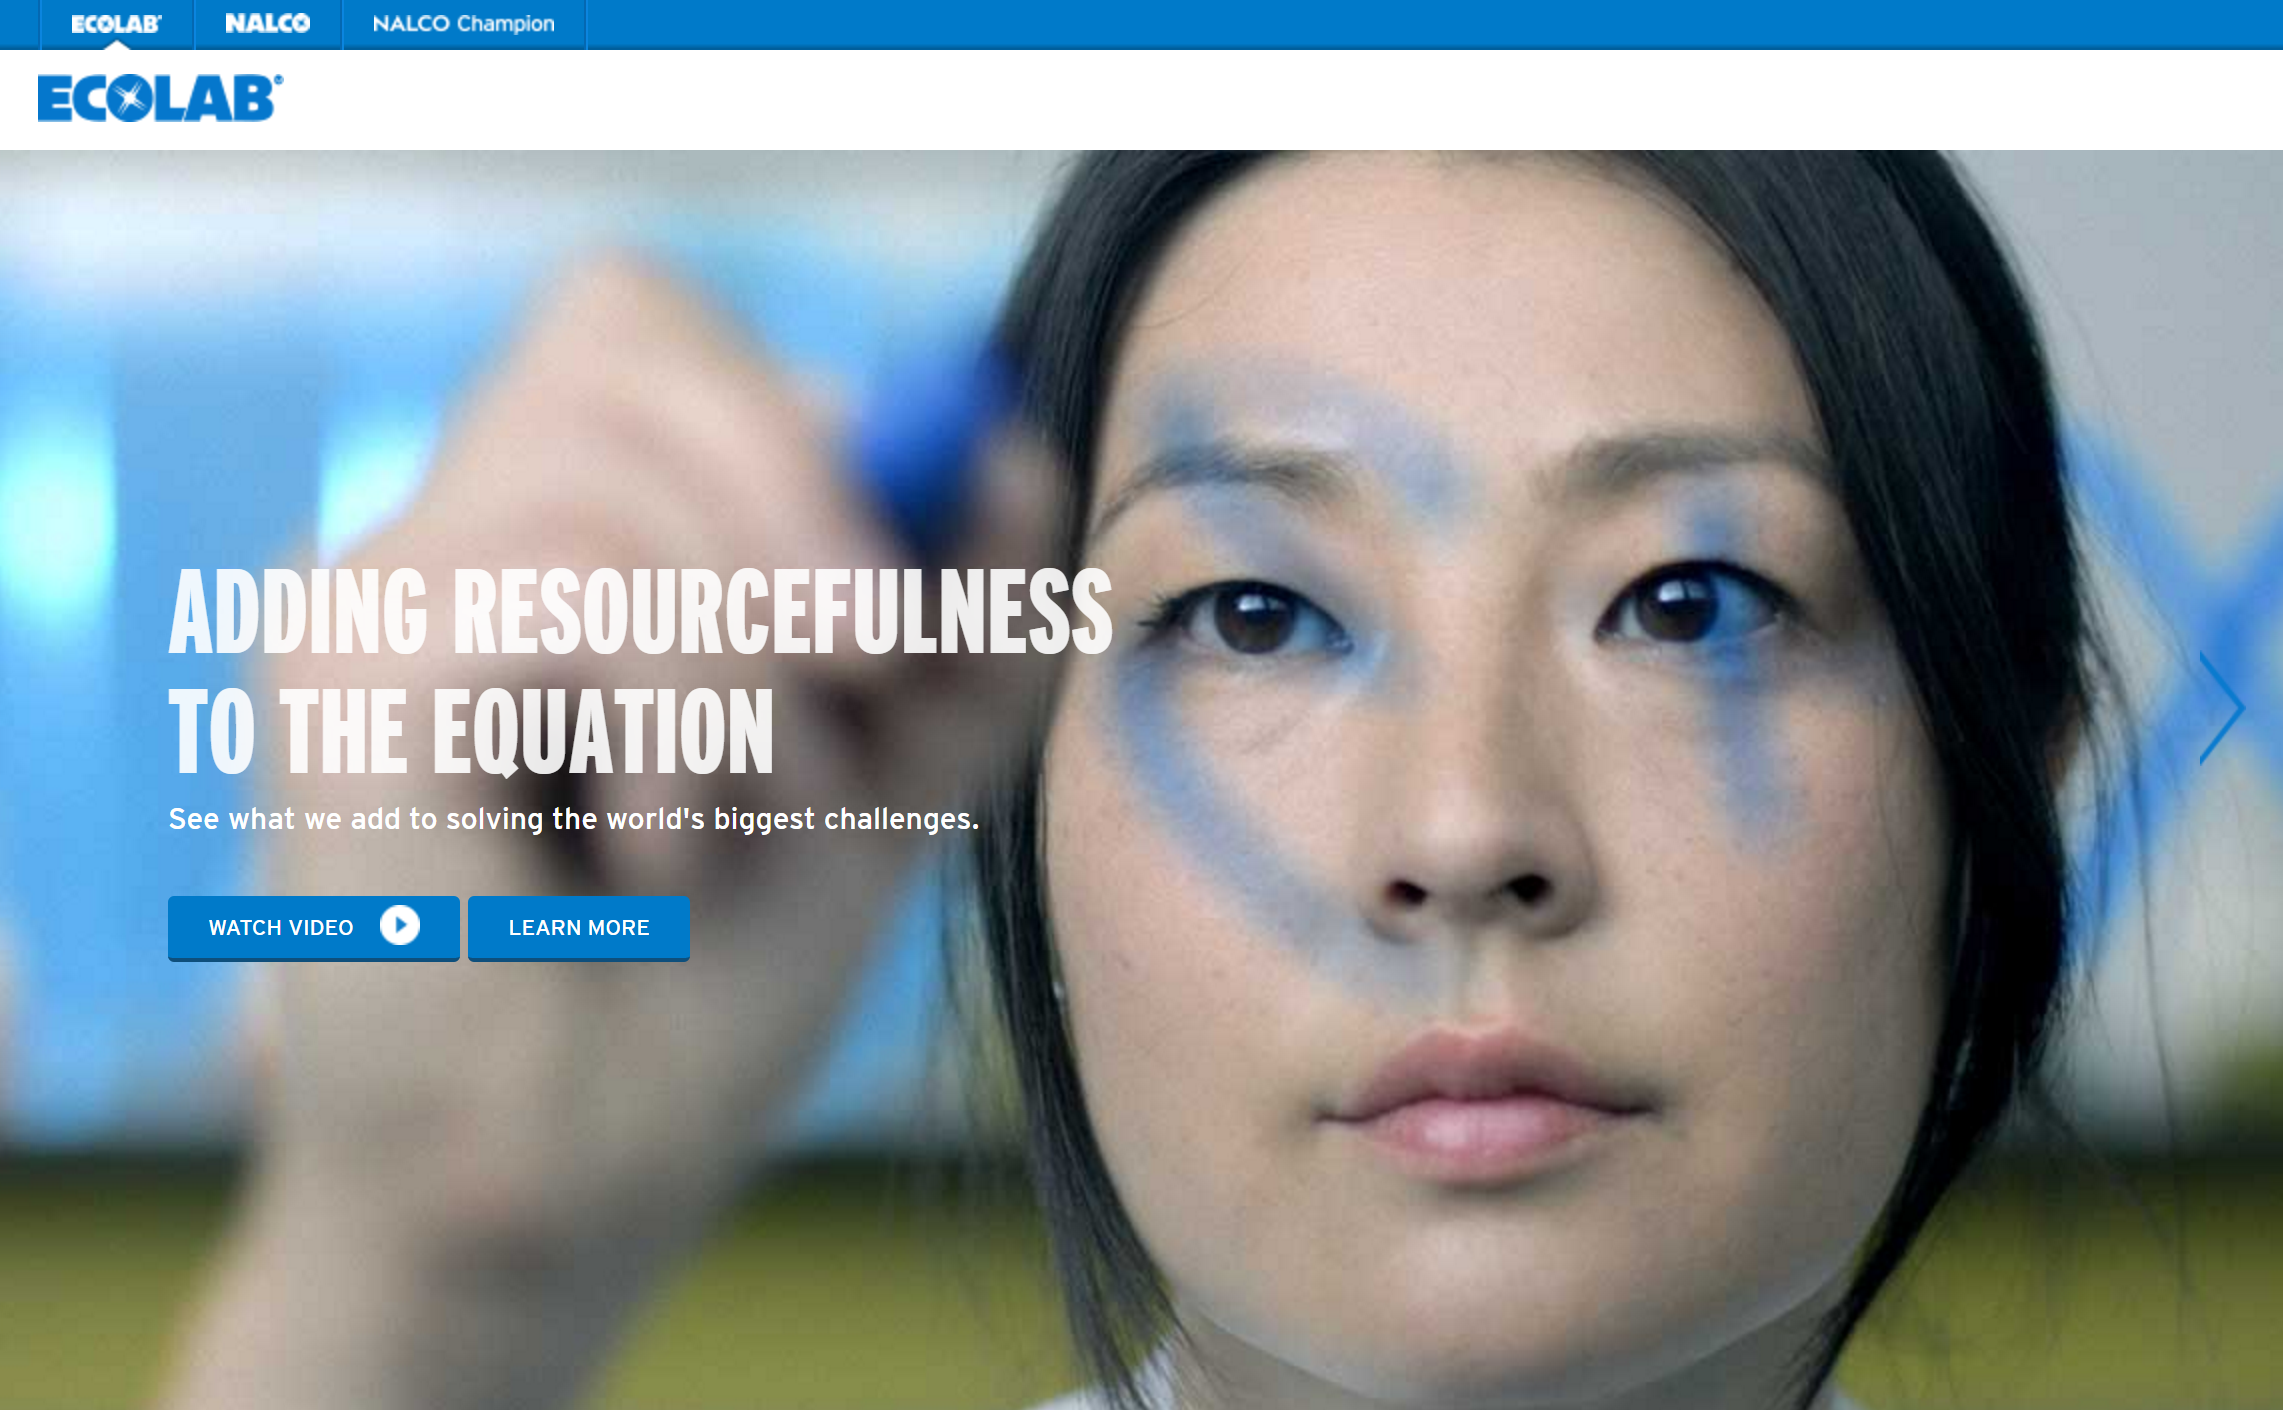 ECOLAB®
NALCO
NALCO Champion
ECOLAB®
ADDING RESOURCEFULNESS
TO THE EQUATION
See what we add to solving the world's biggest challenges.
WATCH VIDEO
LEARN MORE